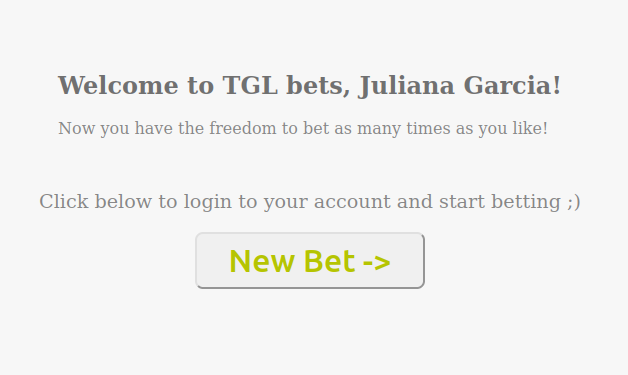 Welcome to TGL bets, Juliana Garcia!
Now you have the freedom to bet as many times as you like!
Click below to login to your account and start betting ;)
New Bet ->